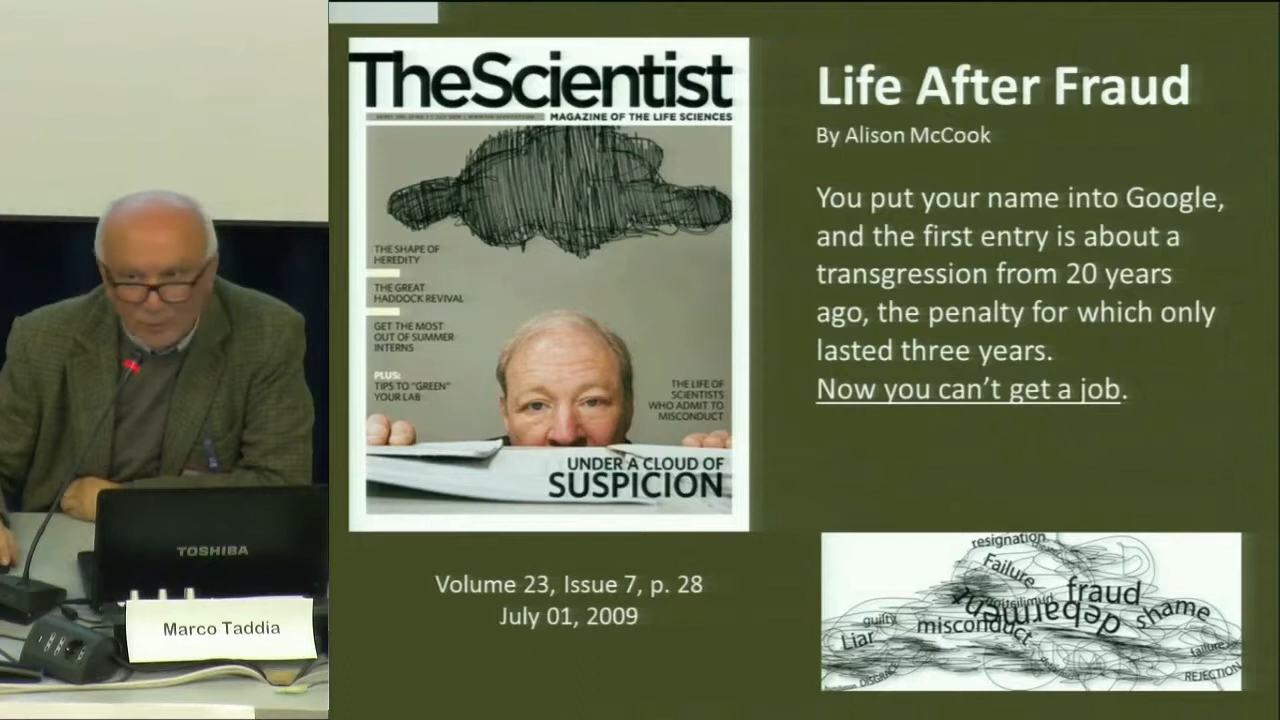 TheScientist
MAGAZINE OF THE LIFE SCIENCES
THE SHAPE OF
HEREDITY
THE GREAT
HADDOCK REVIVAL
GET THE MOST
OUT OF SUMMER
INTERNS
PLUS:
TIPS TO "GREEN"
YOUR LAB
THE LIFE OF
SCIENTISTS
WHO ADMIT TO
MISCONDUCT
UNDER A CLOUD OF
SUSPICION
Volume 23, Issue 7, p. 28
July 01, 2009
Life After Fraud
By Alison McCook
You put your name into Google,
and the first entry is about a
transgression from 20 years
ago, the penalty for which only
lasted three years.
Now you can't get a job.
resignation
Failure
fraud
debarment
shame
guilty
misconduct
Liar
failure
DISGRACE
REJECTION
TOSHIBA
Marco Taddia